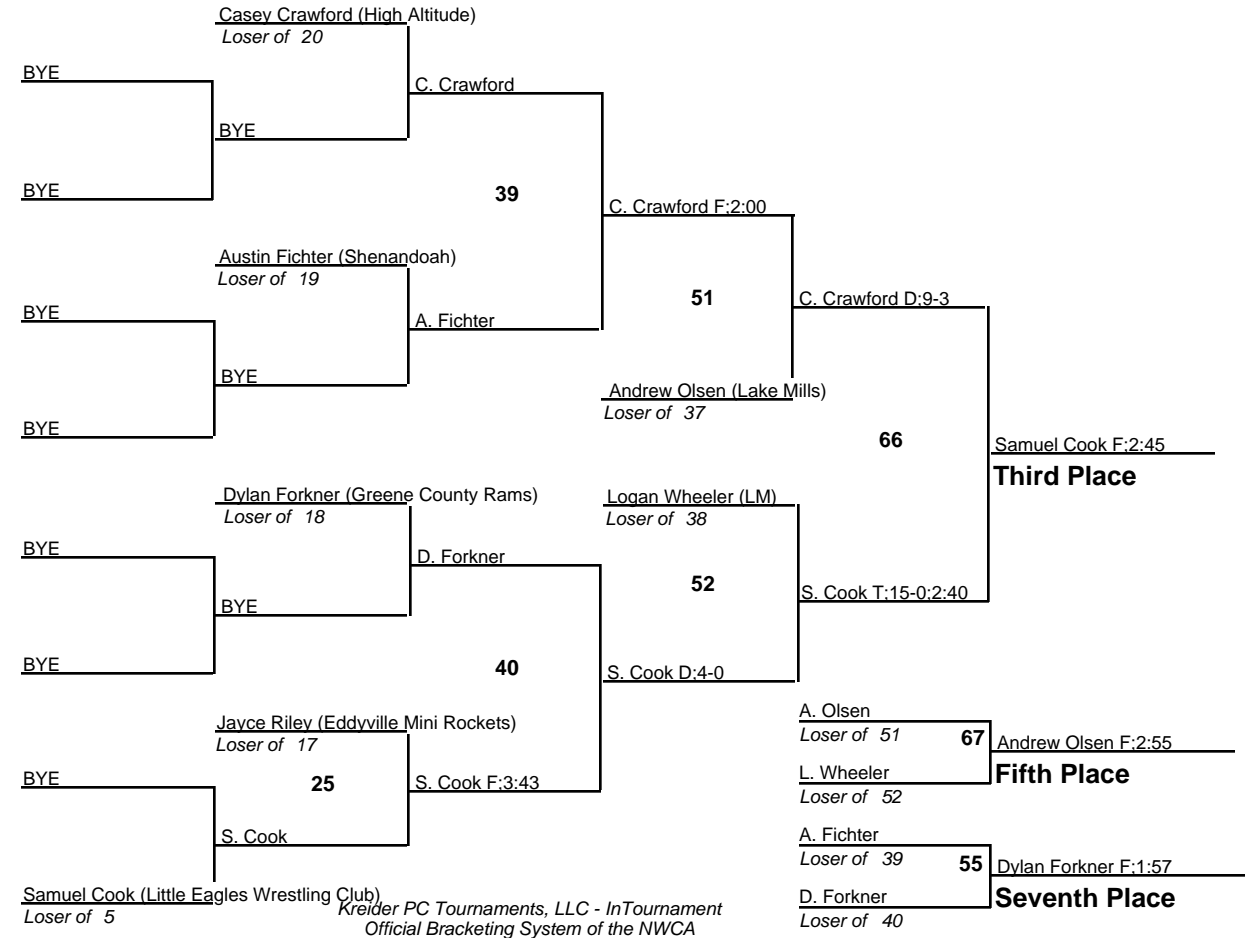 Casey Crawford (High Altitude)
Loser of 20
BYE
C. Crawford
BYE
BYE
39
C. Crawford F;2:00
Austin Fichter (Shenandoah)
Loser of 19
51
C. Crawford D;9-3
BYE
A. Fichter
BYE
Andrew Olsen (Lake Mills)
Loser of 37
BYE
66
Samuel Cook F;2:45
Third Place
Dylan Forkner (Greene County Rams)
Loser of 18
Logan Wheeler (LM)
Loser of 38
BYE
D. Forkner
52
S. Cook T;15-0;2:40
BYE
BYE
40
S. Cook D;4-0
Jayce Riley (Eddyville Mini Rockets)
Loser of 17
A. Olsen
Loser of 51
67
Andrew Olsen F;2:55
Fifth Place
BYE
25
S. Cook F;3:43
L. Wheeler
Loser of 52
S. Cook
A. Fichter
Loser of 39
55
Dylan Forkner F;1:57
Seventh Place
Samuel Cook (Little Eagles Wrestling Club)
Loser of 5
D. Forkner
Loser of 40
Kreider PC Tournaments, LLC - InTournament
Official Bracketing System of the NWCA